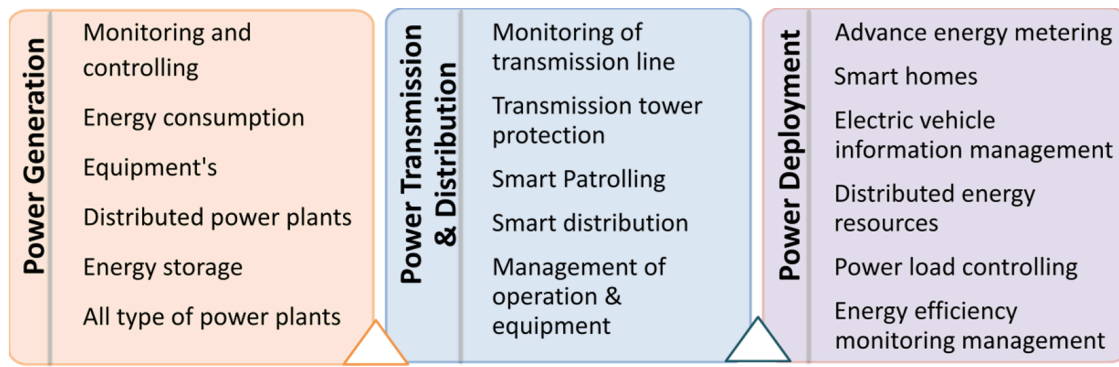 Power Generation
Monitoring and
controlling
Energy consumption
Equipment's
Distributed power plants
Energy storage
All type of power plants
Power Transmission
& Distribution
Monitoring of
transmission line
Transmission tower
protection
Smart Patrolling
Smart distribution
Management of
operation &
equipment
Power Deployment
Advance energy metering
Smart homes
Electric vehicle
information management
Distributed energy
resources
Power load controlling
Energy efficiency
monitoring management